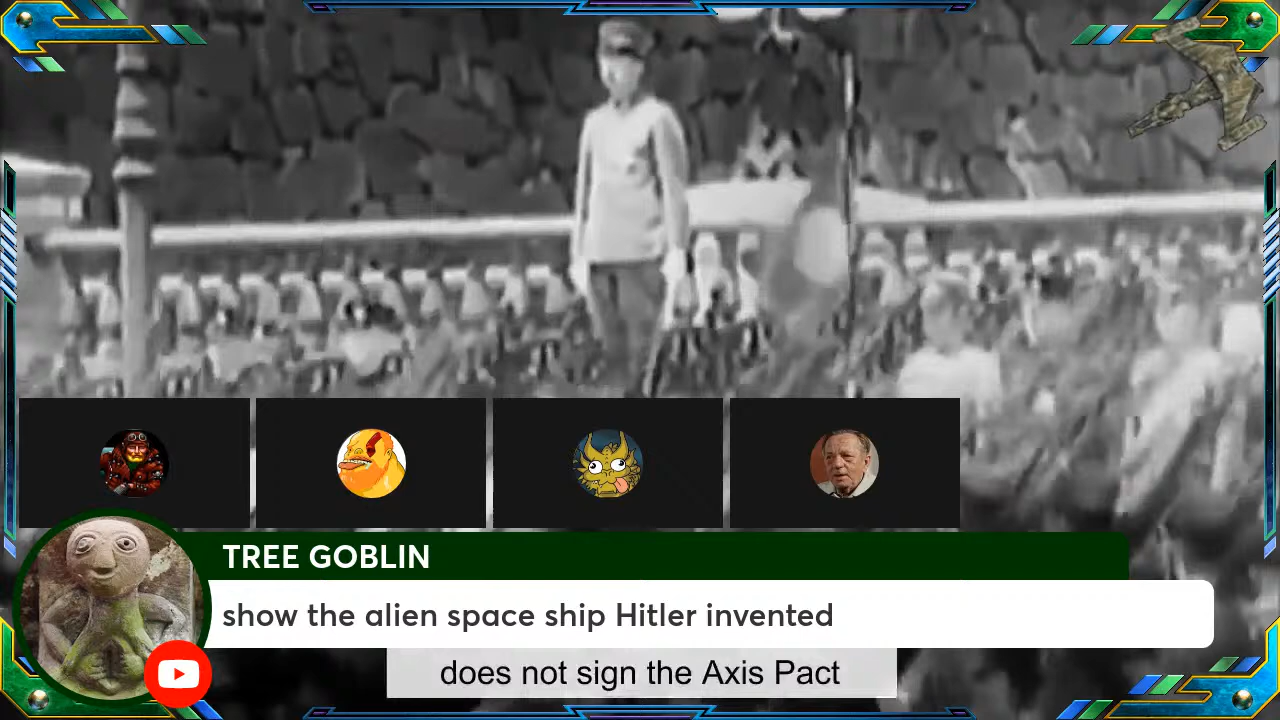 TREE GOBLIN
show the alien space ship Hitler invented
does not sign the Axis Pact